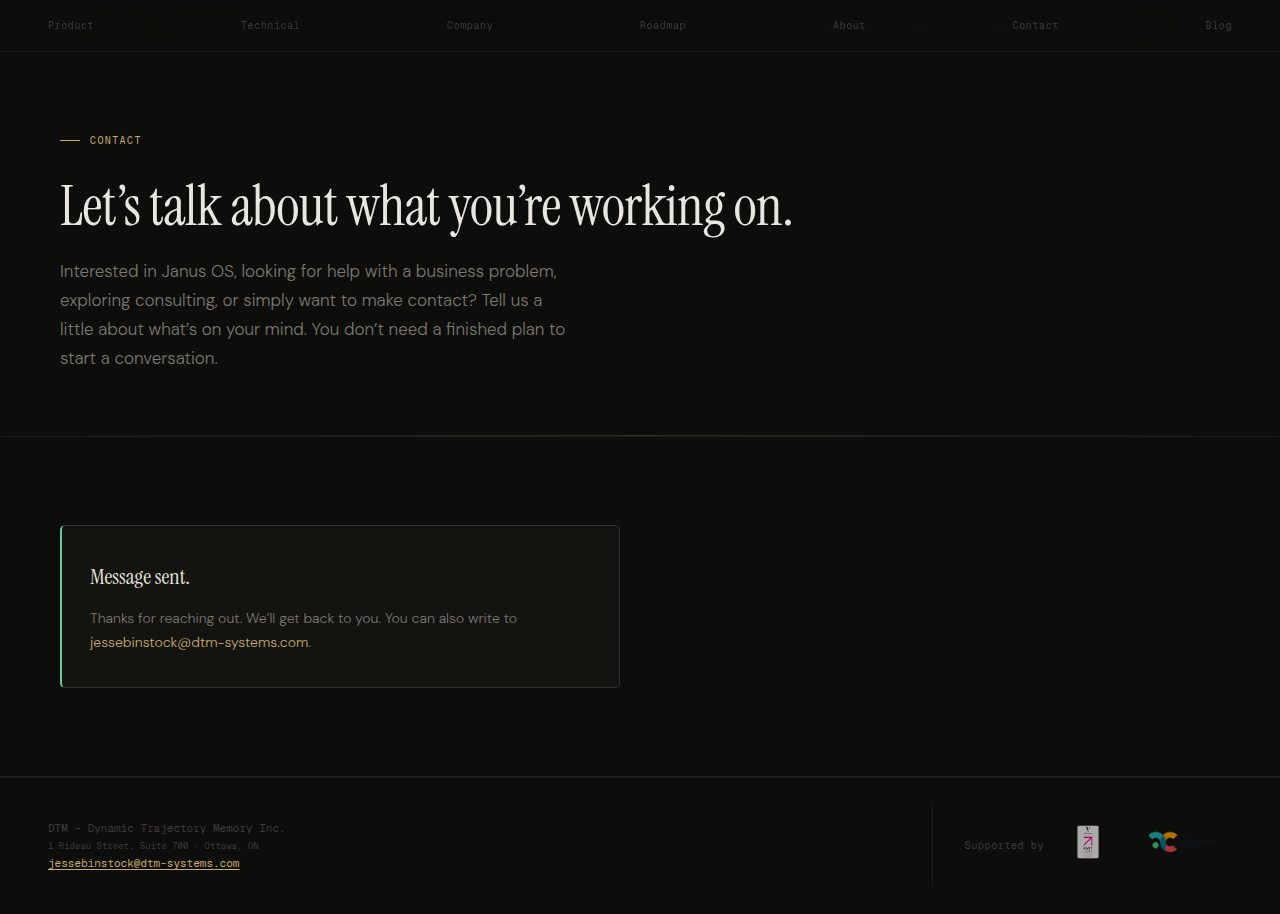 Product
Technical
Company
Roadmap
About
Contact
Blog
CONTACT
Let’s talk about what you’re working on.
Interested in Janus OS, looking for help with a business problem,
exploring consulting, or simply want to make contact? Tell us a
little about what’s on your mind. You don’t need a finished plan to
start a conversation.
Message sent.
Thanks for reaching out. We’ll get back to you. You can also write to
jessebinstock@dtm-systems.com.
DTM - Dynamic Trajectory Memory Inc.
1 Rideau Street, Suite 700 · Ottawa, ON
jessebinstock@dtm-systems.com
Supported by